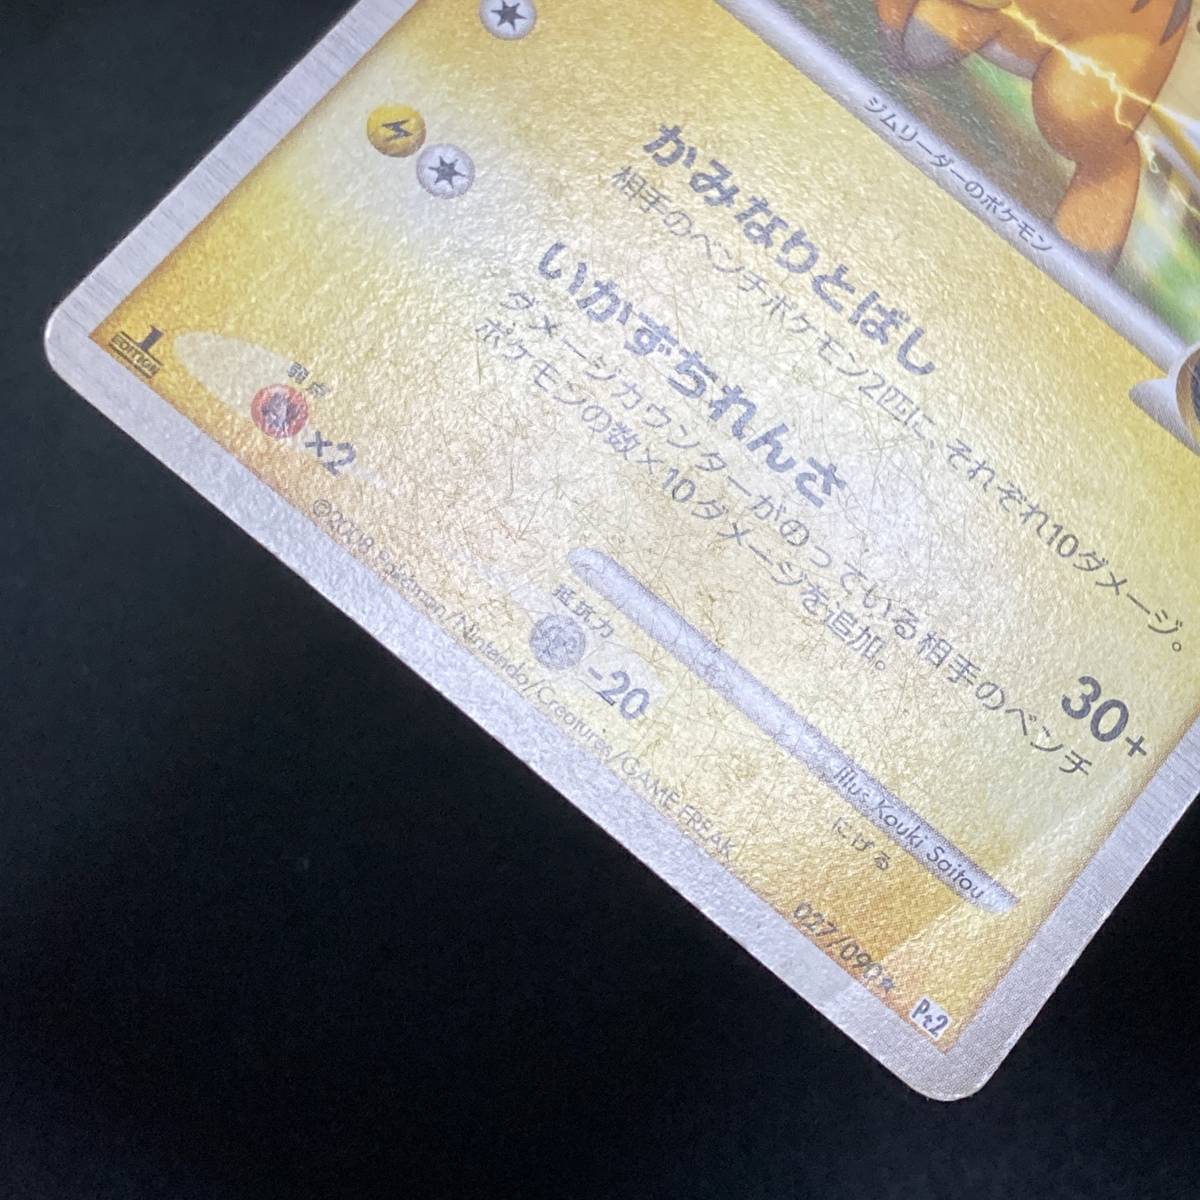 ジムリーダーのポケモン
かみなりとばし
相手のベンチポケモン2匹に、それぞれ10ダメージ。
いかずちれんさ 30+
ダメージカウンターがのっている相手のベンチ
ポケモンの数×10ダメージを追加。
1
EDITION
弱点
×2
抵抗力
-20
Illus. Kouki Saitou
にげる
©2008 Pokémon/Nintendo/Creatures/GAME FREAK
027/090★
Pt2